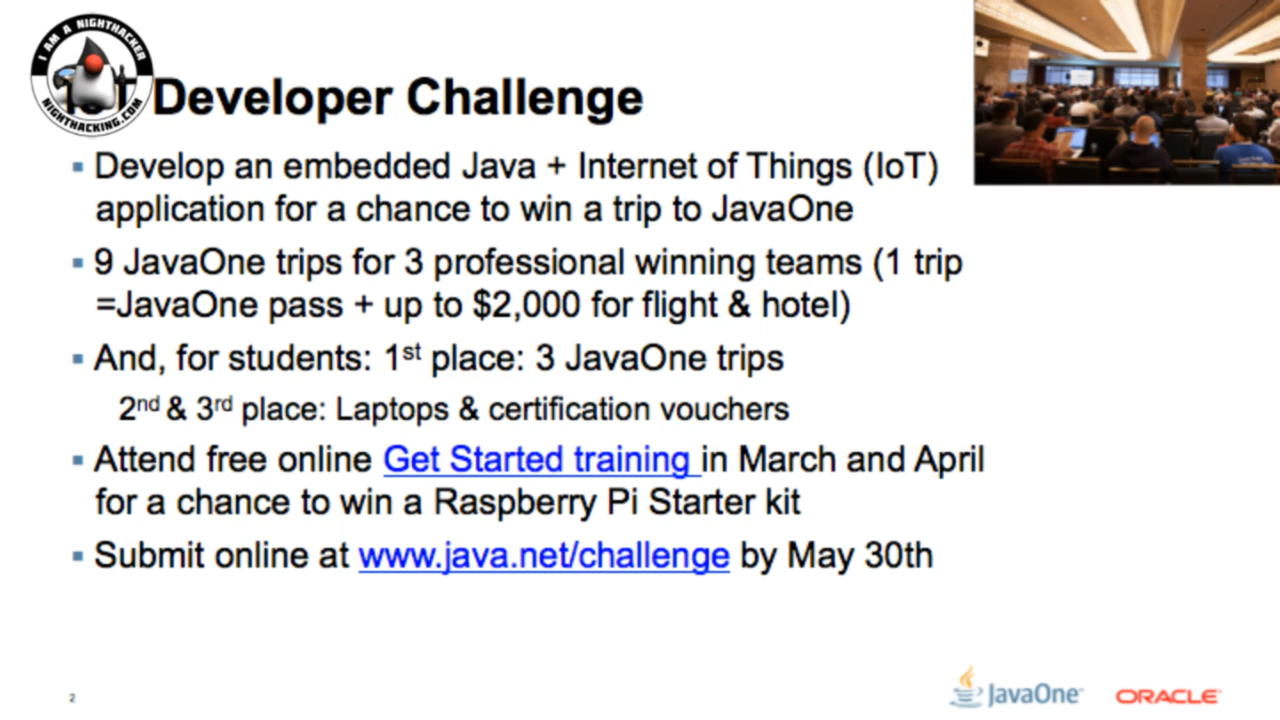 I AM A NIGHTHACKER
NIGHTHACKING.COM
IoT Developer Challenge
▪ Develop an embedded Java + Internet of Things (IoT)
application for a chance to win a trip to JavaOne
▪ 9 JavaOne trips for 3 professional winning teams (1 trip
=JavaOne pass + up to $2,000 for flight & hotel)
▪ And, for students: 1st place: 3 JavaOne trips
2nd & 3rd place: Laptops & certification vouchers
▪ Attend free online Get Started training in March and April
for a chance to win a Raspberry Pi Starter kit
▪ Submit online at www.java.net/challenge by May 30th
2
JavaOne
ORACLE